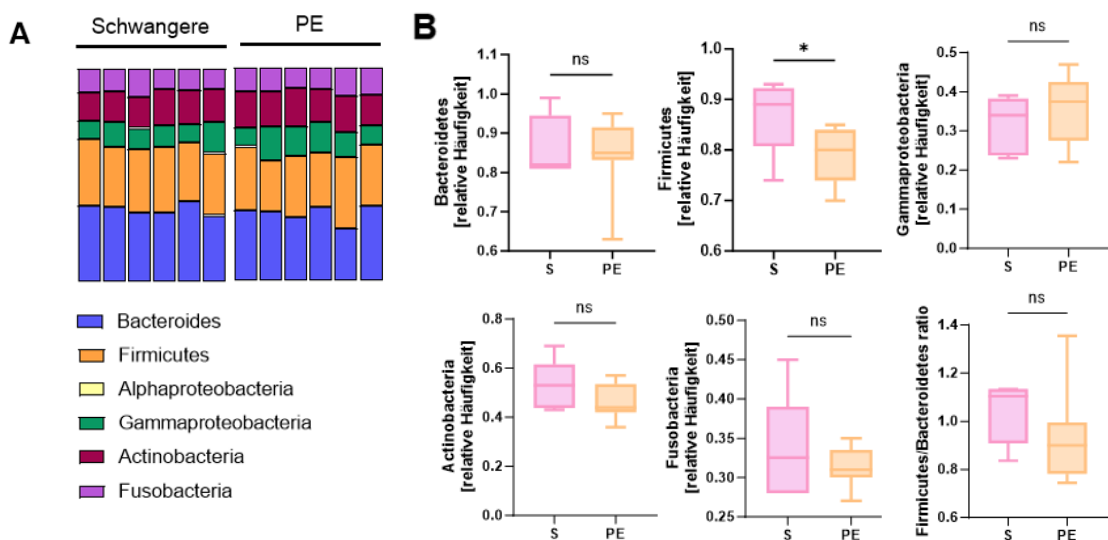 A
Schwangere
PE
Bacteroides
Firmicutes
Alphaproteobacteria
Gammaproteobacteria
Actinobacteria
Fusobacteria
B
Bacteroidetes
[relative Häufigkeit]
1.1
1.0
0.9
0.8
0.7
0.6
ns
S
PE
Firmicutes
[relative Häufigkeit]
1.0
0.9
0.8
0.7
0.6
*
S
PE
Gammaproteobacteria
[relative Häufigkeit]
0.5
0.4
0.3
0.2
0.1
0.0
ns
S
PE
Actinobacteria
[relative Häufigkeit]
0.8
0.6
0.4
0.2
0.0
ns
S
PE
Fusobacteria
[relative Häufigkeit]
0.50
0.45
0.40
0.35
0.30
0.25
ns
S
PE
Firmicutes/Bacteroidetes ratio
1.4
1.2
1.0
0.8
0.6
ns
S
PE